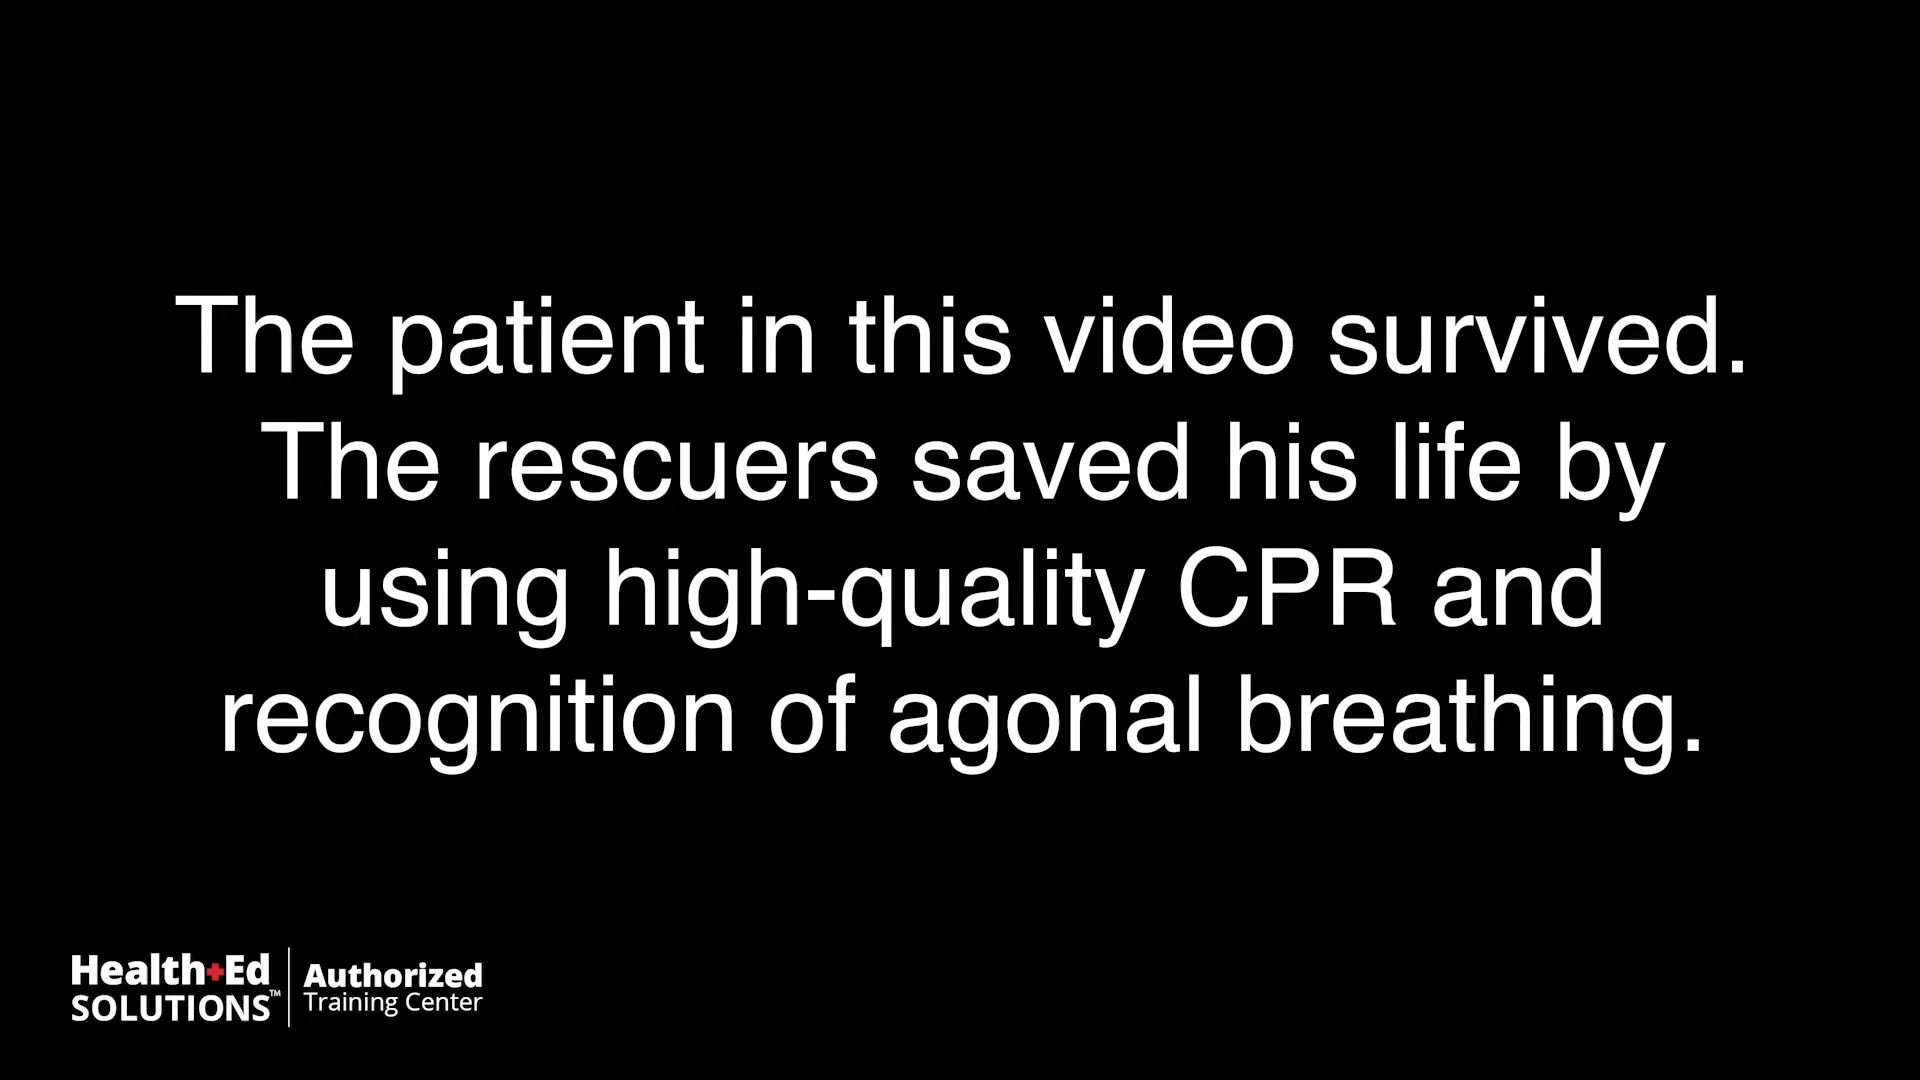 The patient in this video survived.
The rescuers saved his life by
using high-quality CPR and
recognition of agonal breathing.
Health+Ed
SOLUTIONS™
Authorized
Training Center